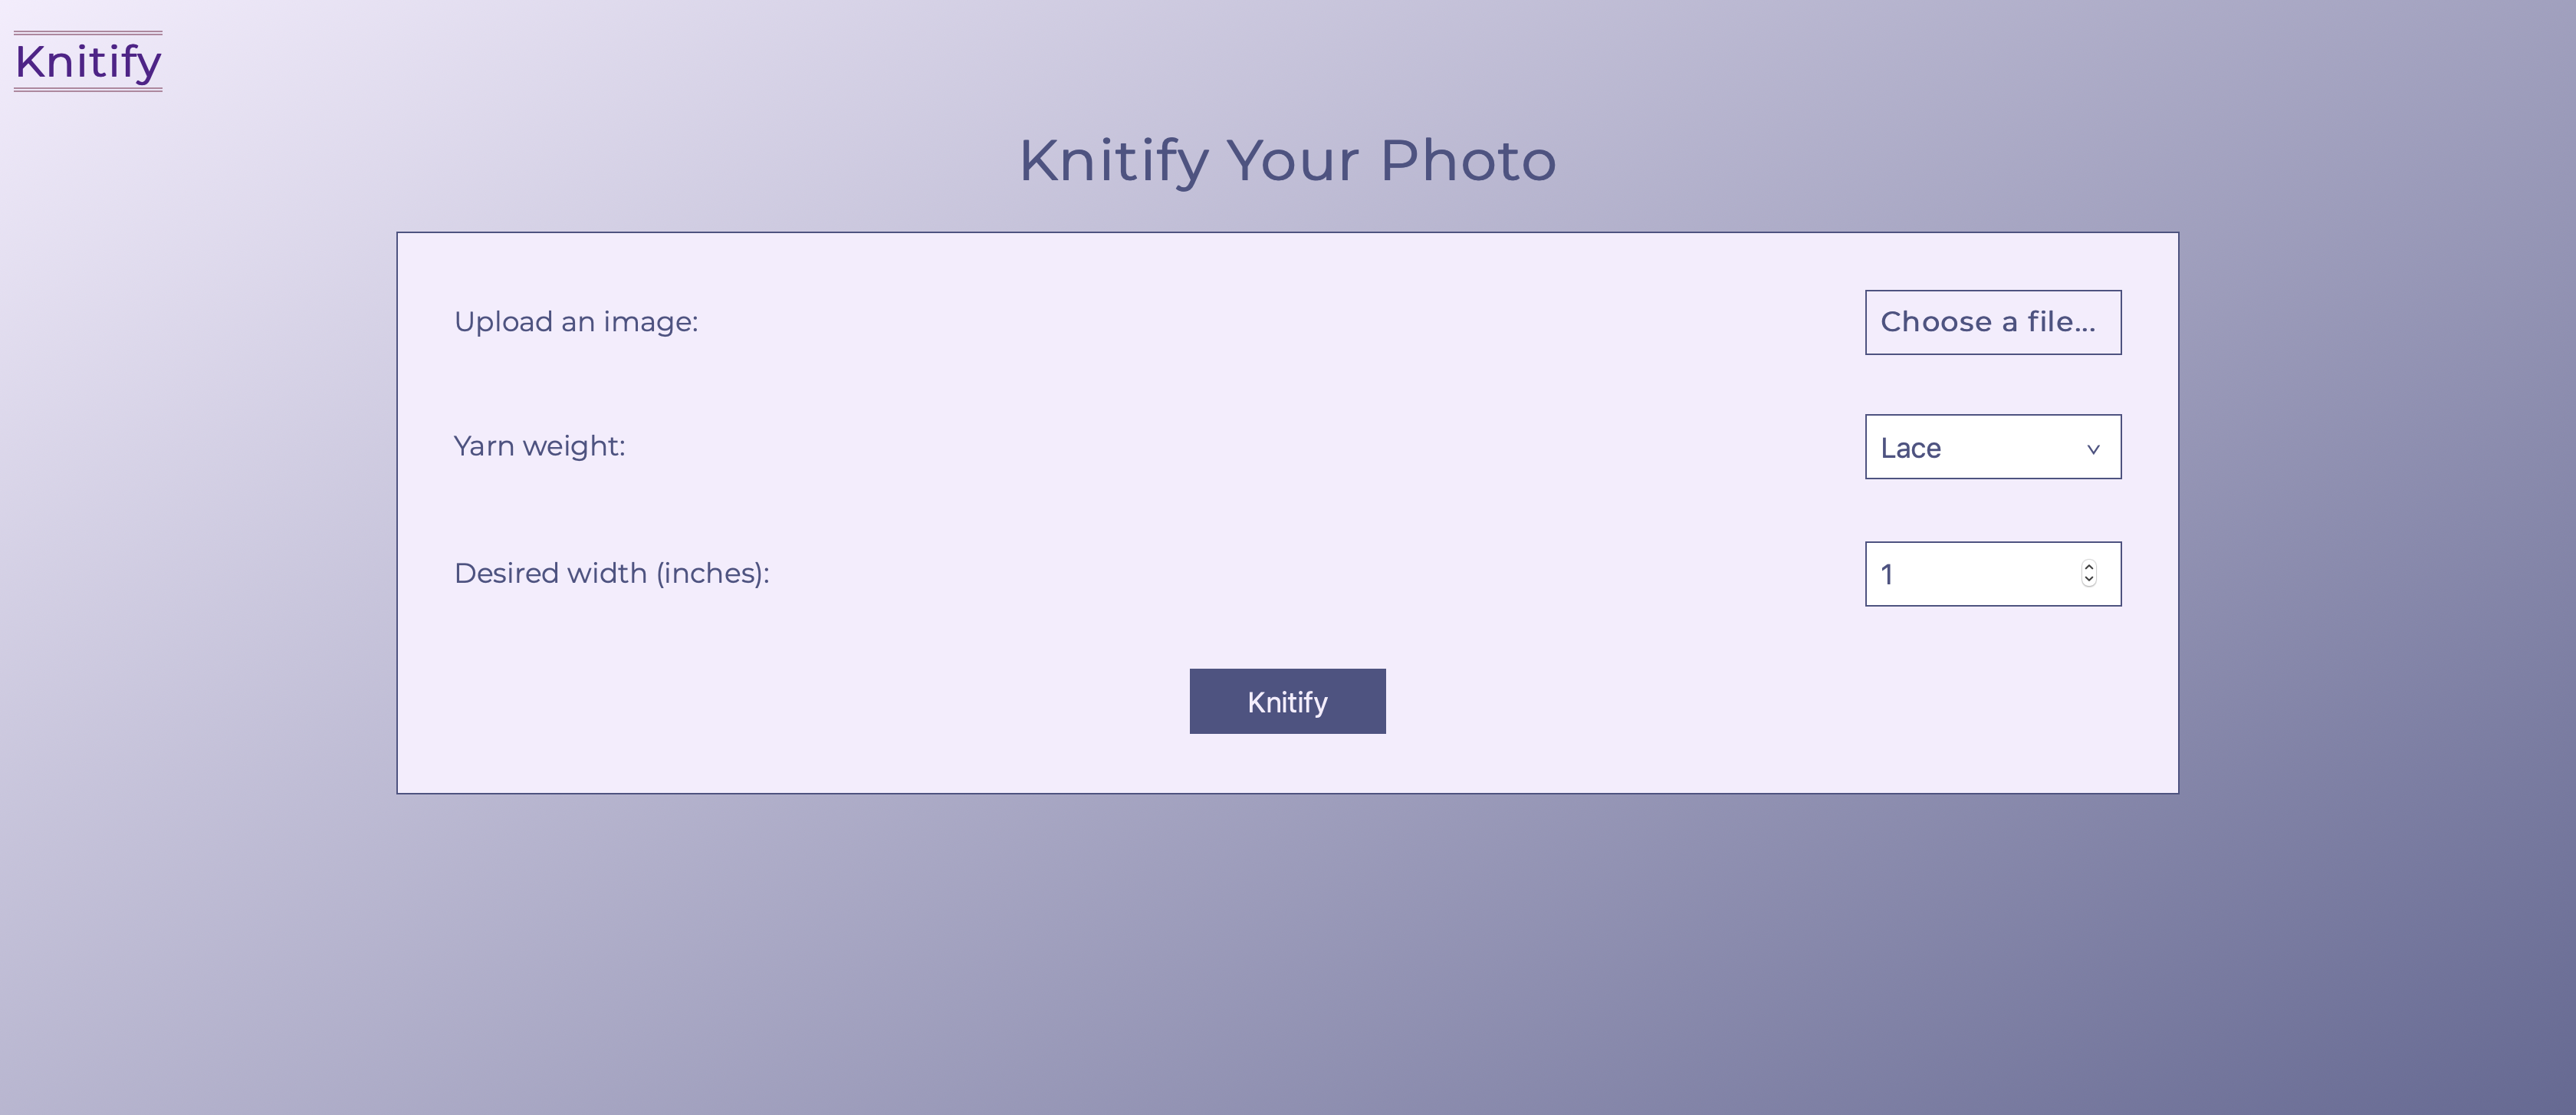 Knitify
Knitify Your Photo
Upload an image:
Choose a file...
Yarn weight:
Lace
Desired width (inches):
1
Knitify